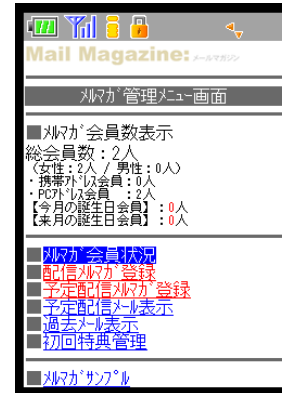 Mail Magazine: メールマガジン
ﾒﾙﾏｶﾞ管理ﾒﾆｭｰ画面
■ﾒﾙﾏｶﾞ会員数表示
総会員数：2人
（女性：2人 / 男性：0人）
・携帯ｱﾄﾞﾚｽ会員：0人
・PCｱﾄﾞﾚｽ会員　：2人
【今月の誕生日会員】：0人
【来月の誕生日会員】：0人
■ﾒﾙﾏｶﾞ会員状況
■配信ﾒﾙﾏｶﾞ登録
■予定配信ﾒﾙﾏｶﾞ登録
■予定配信ﾒｰﾙ表示
■過去ﾒｰﾙ表示
■初回特典管理
■ﾒﾙﾏｶﾞｻﾝﾌﾟﾙ